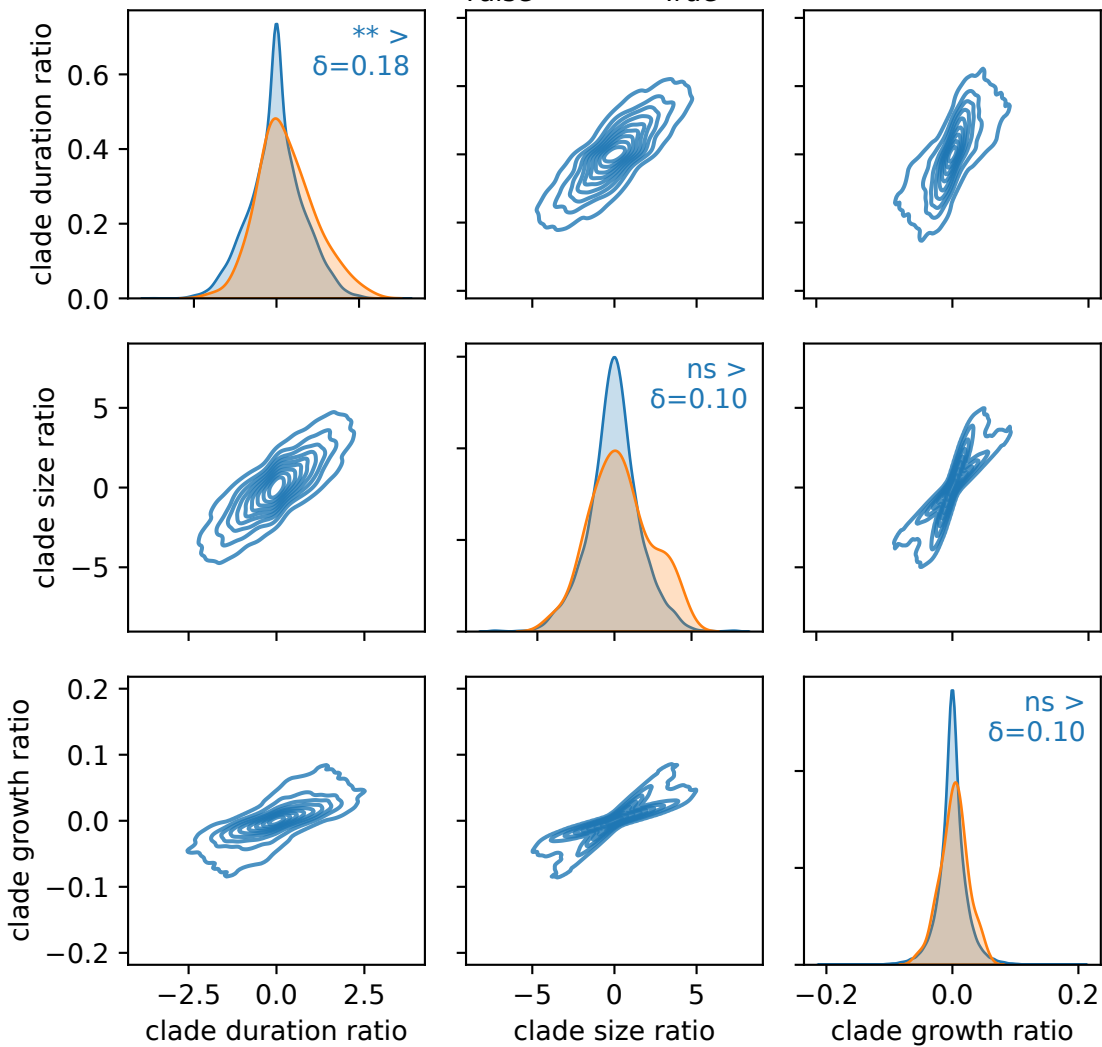 ** >
δ=0.18
clade duration ratio
0.6
0.4
0.2
0.0
ns >
δ=0.10
clade size ratio
5
0
−5
ns >
δ=0.10
clade growth ratio
0.2
0.1
0.0
−0.1
−0.2
−2.5 0.0 2.5 −5 0 5 −0.2 0.0 0.2
clade duration ratio clade size ratio clade growth ratio